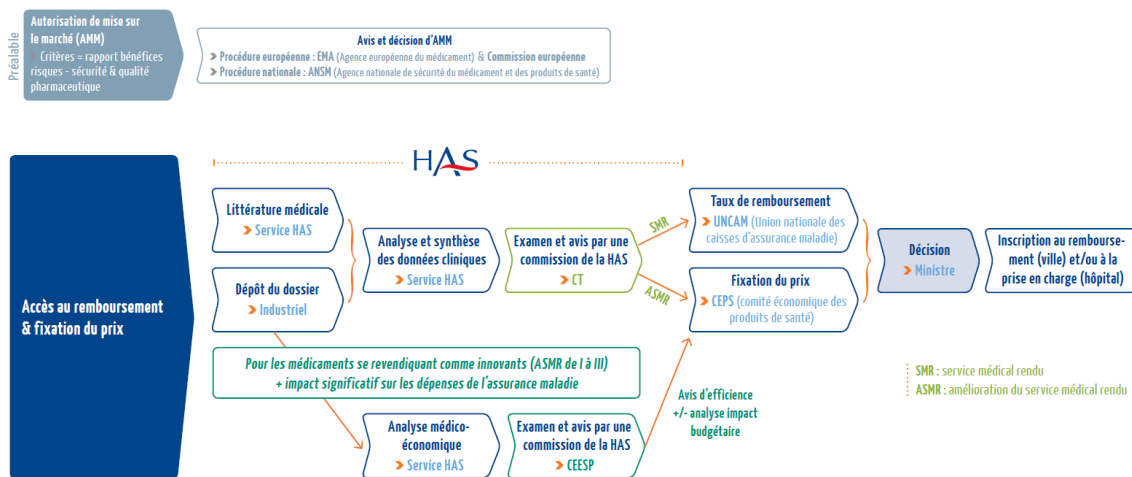 Préalable
Autorisation de mise sur
le marché (AMM)
> Critères = rapport bénéfices
risques - sécurité & qualité
pharmaceutique
Avis et décision d'AMM
> Procédure européenne : EMA (Agence européenne du médicament) & Commission européenne
> Procédure nationale : ANSM (Agence nationale de sécurité du médicament et des produits de santé)
HAS
Accès au remboursement
& fixation du prix
Littérature médicale
> Service HAS
Dépôt du dossier
> Industriel
Analyse et synthèse
des données cliniques
> Service HAS
Examen et avis par une
commission de la HAS
> CT
SMR
ASMR
Taux de remboursement
> UNCAM (Union nationale des
caisses d'assurance maladie)
Fixation du prix
> CEPS (comité économique des
produits de santé)
Décision
> Ministre
Inscription au rembourse-
ment (ville) et/ou à la
prise en charge (hôpital)
Pour les médicaments se revendiquant comme innovants (ASMR de I à III)
+ impact significatif sur les dépenses de l'assurance maladie
Analyse médico-
économique
> Service HAS
Examen et avis par une
commission de la HAS
> CEESP
Avis d'efficience
+/- analyse impact
budgétaire
SMR : service médical rendu
ASMR : amélioration du service médical rendu